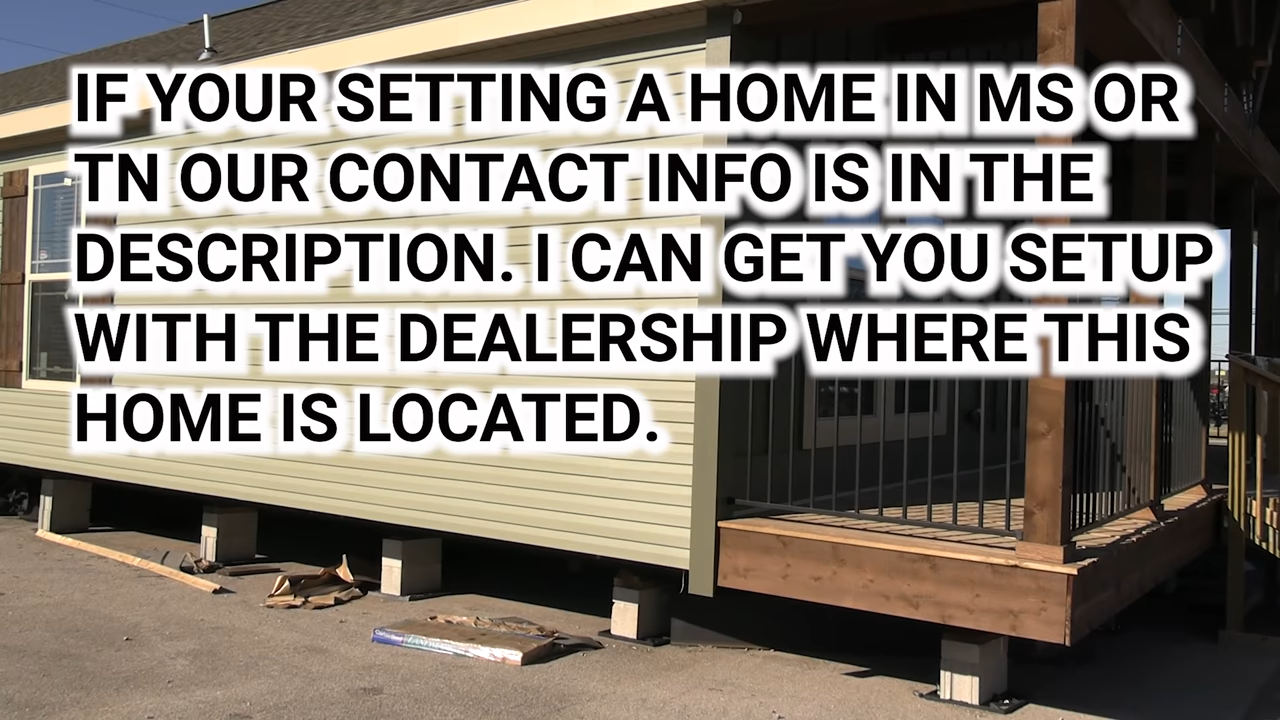 IF YOUR SETTING A HOME IN MS OR
TN OUR CONTACT INFO IS IN THE
DESCRIPTION. I CAN GET YOU SETUP
WITH THE DEALERSHIP WHERE THIS
HOME IS LOCATED.